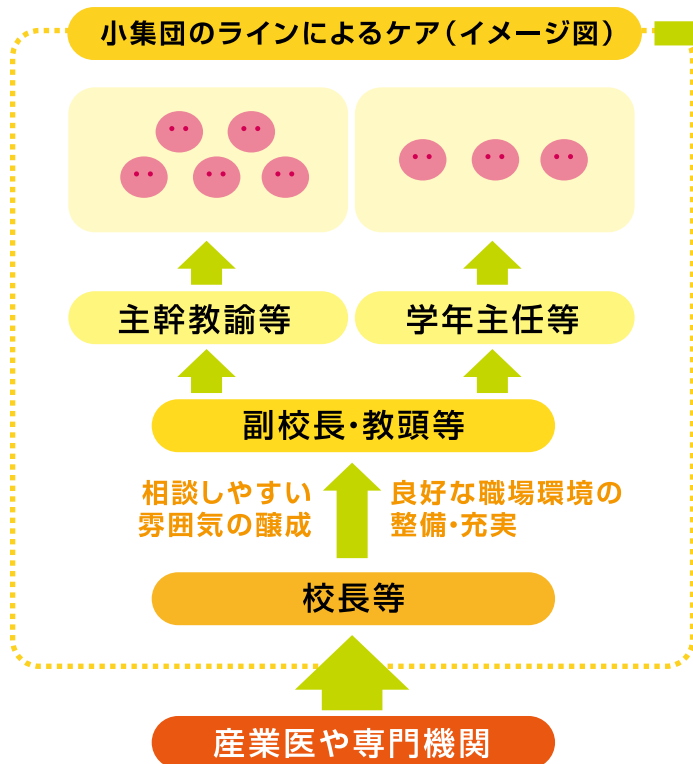 小集団のラインによるケア（イメージ図）
主幹教諭等
学年主任等
副校長・教頭等
相談しやすい
雰囲気の醸成
良好な職場環境の
整備・充実
校長等
産業医や専門機関